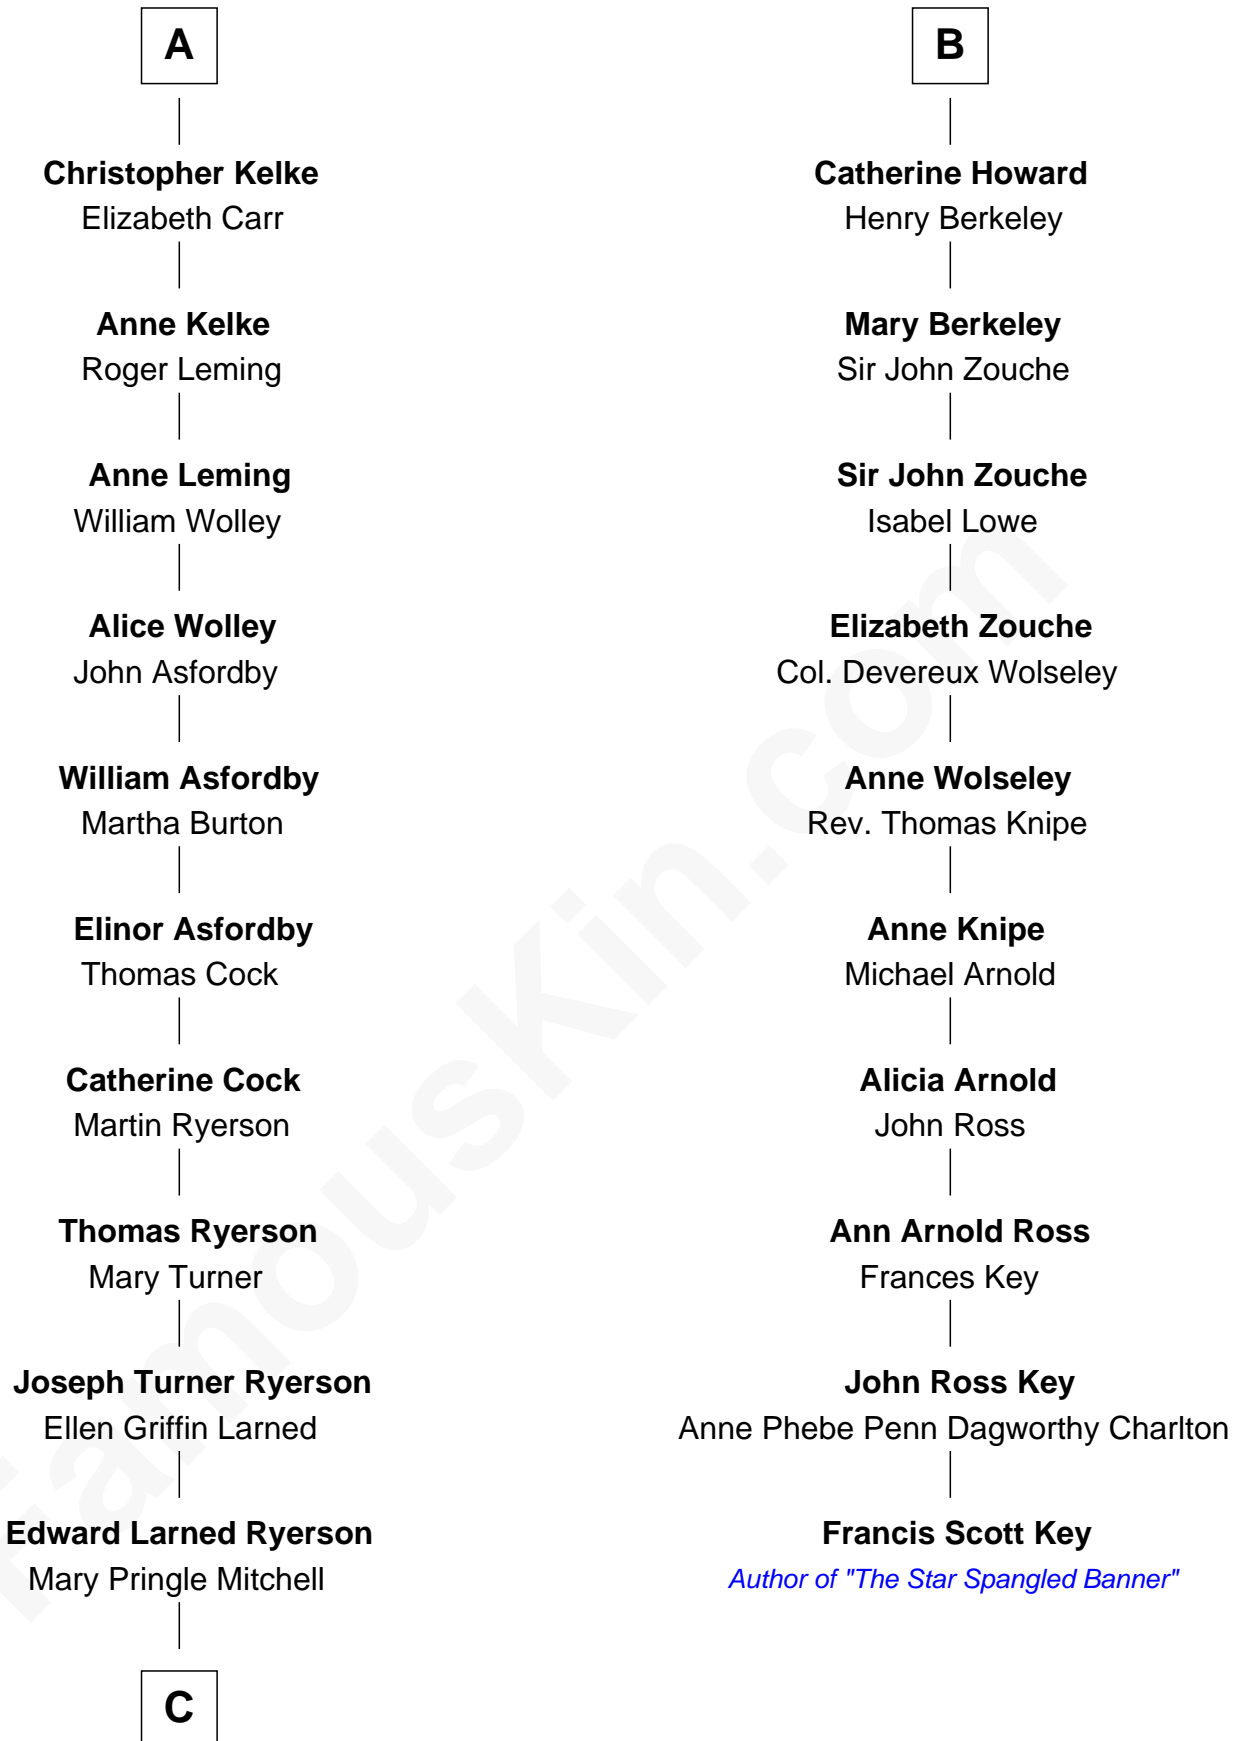 A
Christopher Kelke
Elizabeth Carr
Anne Kelke
Roger Leming
Anne Leming
William Wolley
Alice Wolley
John Asfordby
William Asfordby
Martha Burton
Elinor Asfordby
Thomas Cock
Catherine Cock
Martin Ryerson
Thomas Ryerson
Mary Turner
Joseph Turner Ryerson
Ellen Griffin Larned
Edward Larned Ryerson
Mary Pringle Mitchell
C
B
Catherine Howard
Henry Berkeley
Mary Berkeley
Sir John Zouche
Sir John Zouche
Isabel Lowe
Elizabeth Zouche
Col. Devereux Wolseley
Anne Wolseley
Rev. Thomas Knipe
Anne Knipe
Michael Arnold
Alicia Arnold
John Ross
Ann Arnold Ross
Frances Key
John Ross Key
Anne Phebe Penn Dagworthy Charlton
Francis Scott Key
Author of "The Star Spangled Banner"
FamousKin.com